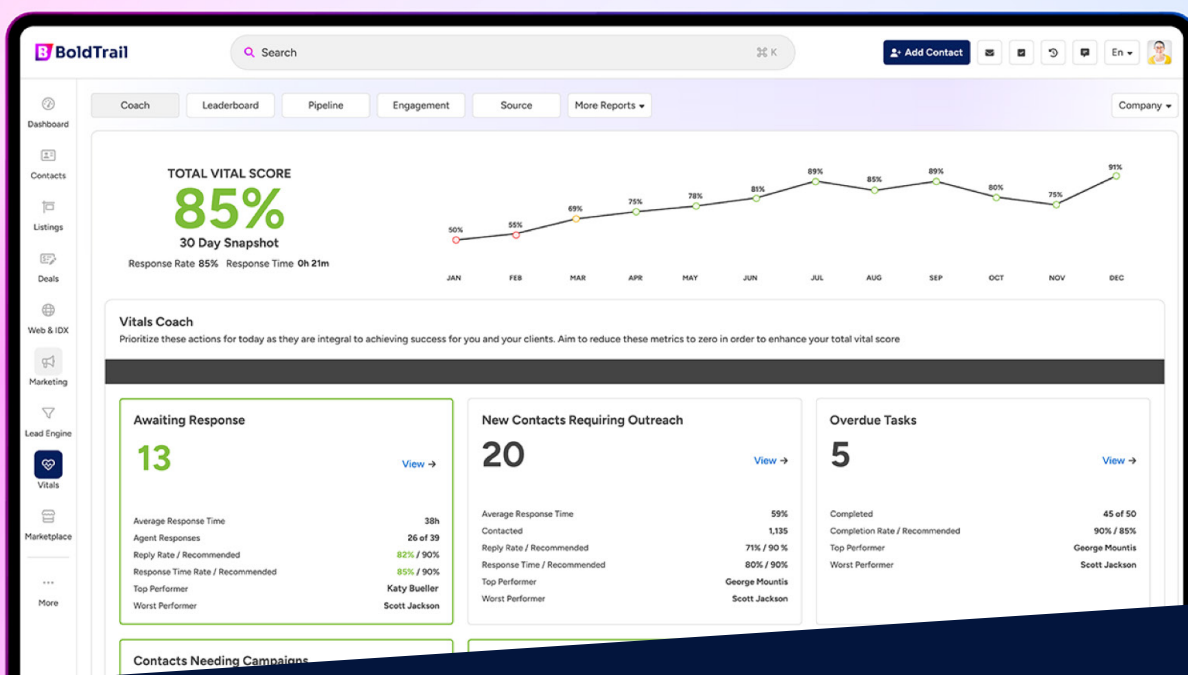 BoldTrail
Search
⌘ K
Add Contact
En
Coach
Leaderboard
Pipeline
Engagement
Source
More Reports
Company
Dashboard
Contacts
Listings
Deals
Web & IDX
Marketing
Lead Engine
Vitals
Marketplace
More
TOTAL VITAL SCORE
85%
30 Day Snapshot
Response Rate 85% Response Time 0h 21m
50% 55% 69% 75% 78% 81% 89% 85% 89% 80% 75% 91%
JAN FEB MAR APR MAY JUN JUL AUG SEP OCT NOV DEC
Vitals Coach
Prioritize these actions for today as they are integral to achieving success for you and your clients. Aim to reduce these metrics to zero in order to enhance your total vital score
Awaiting Response
13
View →
Average Response Time 38h
Agent Responses 26 of 39
Reply Rate / Recommended 82% / 90%
Response Time Rate / Recommended 85% / 90%
Top Performer Katy Bueller
Worst Performer Scott Jackson
New Contacts Requiring Outreach
20
View →
Average Response Time 59%
Contacted 1,135
Reply Rate / Recommended 71% / 90 %
Response Time / Recommended 80% / 90%
Top Performer George Mountis
Worst Performer Scott Jackson
Overdue Tasks
5
View →
Completed 45 of 50
Completion Rate / Recommended 90% / 85%
Top Performer George Mountis
Worst Performer Scott Jackson
Contacts Needing Campaigns